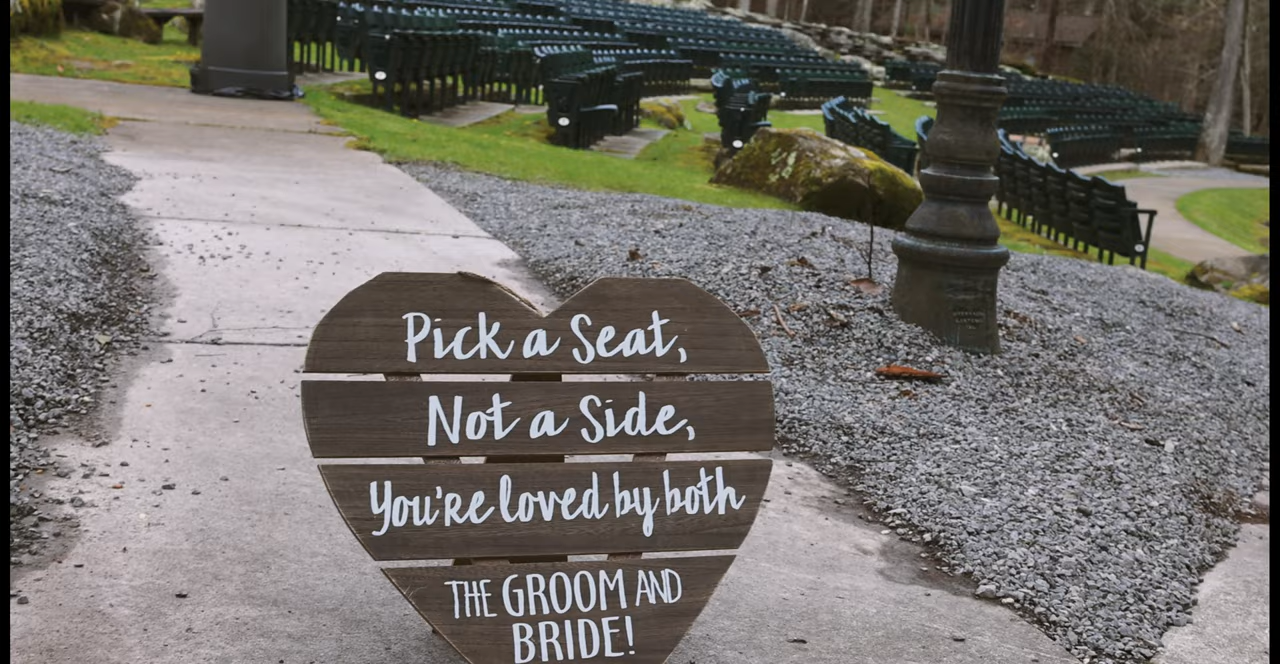 Pick a Seat,
Not a Side,
You're loved by both
THE GROOM AND
BRIDE!